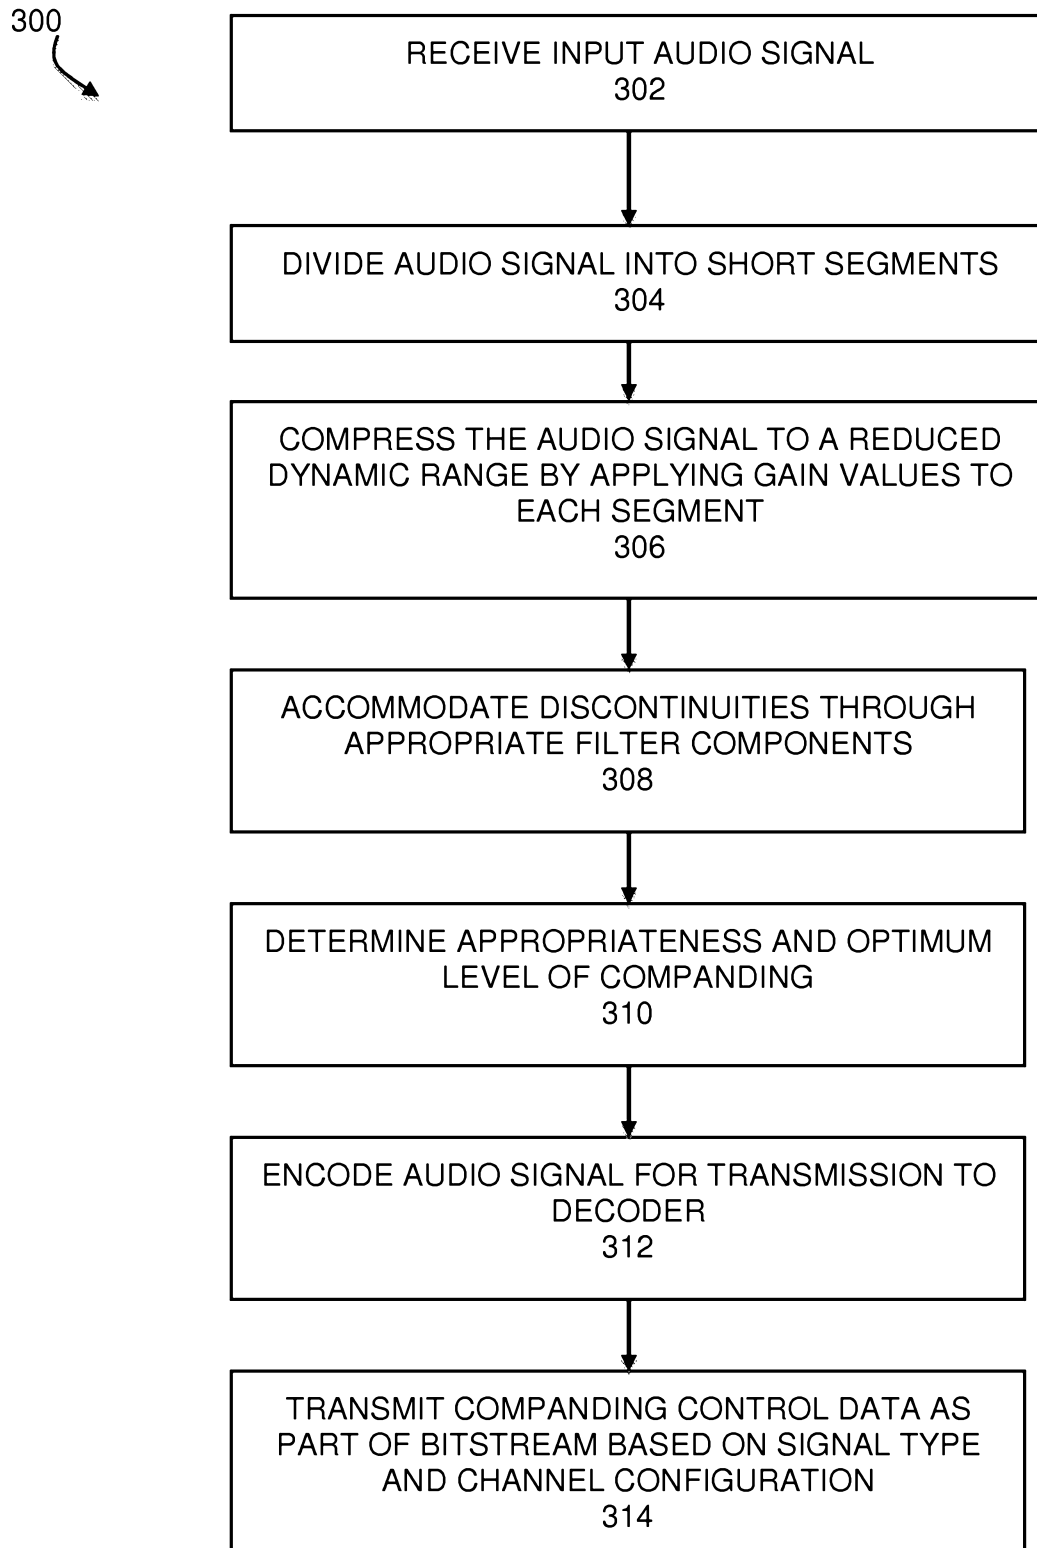 300
RECEIVE INPUT AUDIO SIGNAL
302
DIVIDE AUDIO SIGNAL INTO SHORT SEGMENTS
304
COMPRESS THE AUDIO SIGNAL TO A REDUCED
DYNAMIC RANGE BY APPLYING GAIN VALUES TO
EACH SEGMENT
306
ACCOMMODATE DISCONTINUITIES THROUGH
APPROPRIATE FILTER COMPONENTS
308
DETERMINE APPROPRIATENESS AND OPTIMUM
LEVEL OF COMPANDING
310
ENCODE AUDIO SIGNAL FOR TRANSMISSION TO
DECODER
312
TRANSMIT COMPANDING CONTROL DATA AS
PART OF BITSTREAM BASED ON SIGNAL TYPE
AND CHANNEL CONFIGURATION
314